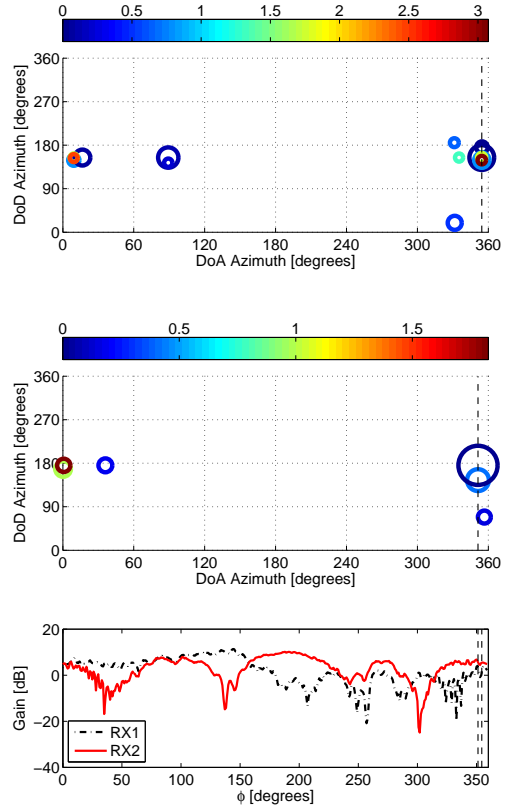 0 0.5 1 1.5 2 2.5 3
360
270
180
90
0
0 60 120 180 240 300 360
DoD Azimuth [degrees]
DoA Azimuth [degrees]
0 0.5 1 1.5
360
270
180
90
0
0 60 120 180 240 300 360
DoD Azimuth [degrees]
DoA Azimuth [degrees]
20
0
−20
−40
Gain [dB]
RX1
RX2
0 50 100 150 200 250 300 350
ϕ [degrees]